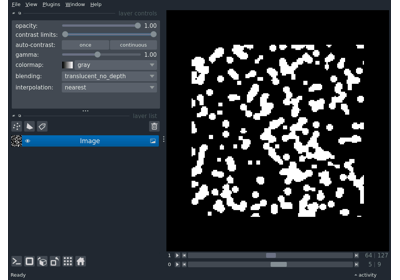 File View Plugins Window Help
layer controls
opacity: 1.00
contrast limits:
auto-contrast: once continuous
gamma: 1.00
colormap: gray
blending: translucent_no_depth
interpolation: nearest
layer list
Image
1 64 127
0 5 9
Ready activity